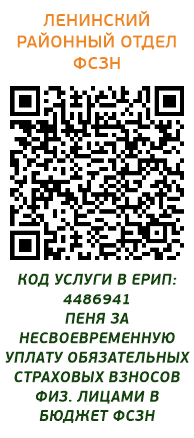 ЛЕНИНСКИЙ
РАЙОННЫЙ ОТДЕЛ
ФСЗН
КОД УСЛУГИ В ЕРИП:
4486941
ПЕНЯ ЗА
НЕСВОЕВРЕМЕННУЮ
УПЛАТУ ОБЯЗАТЕЛЬНЫХ
СТРАХОВЫХ ВЗНОСОВ
ФИЗ. ЛИЦАМИ В
БЮДЖЕТ ФСЗН